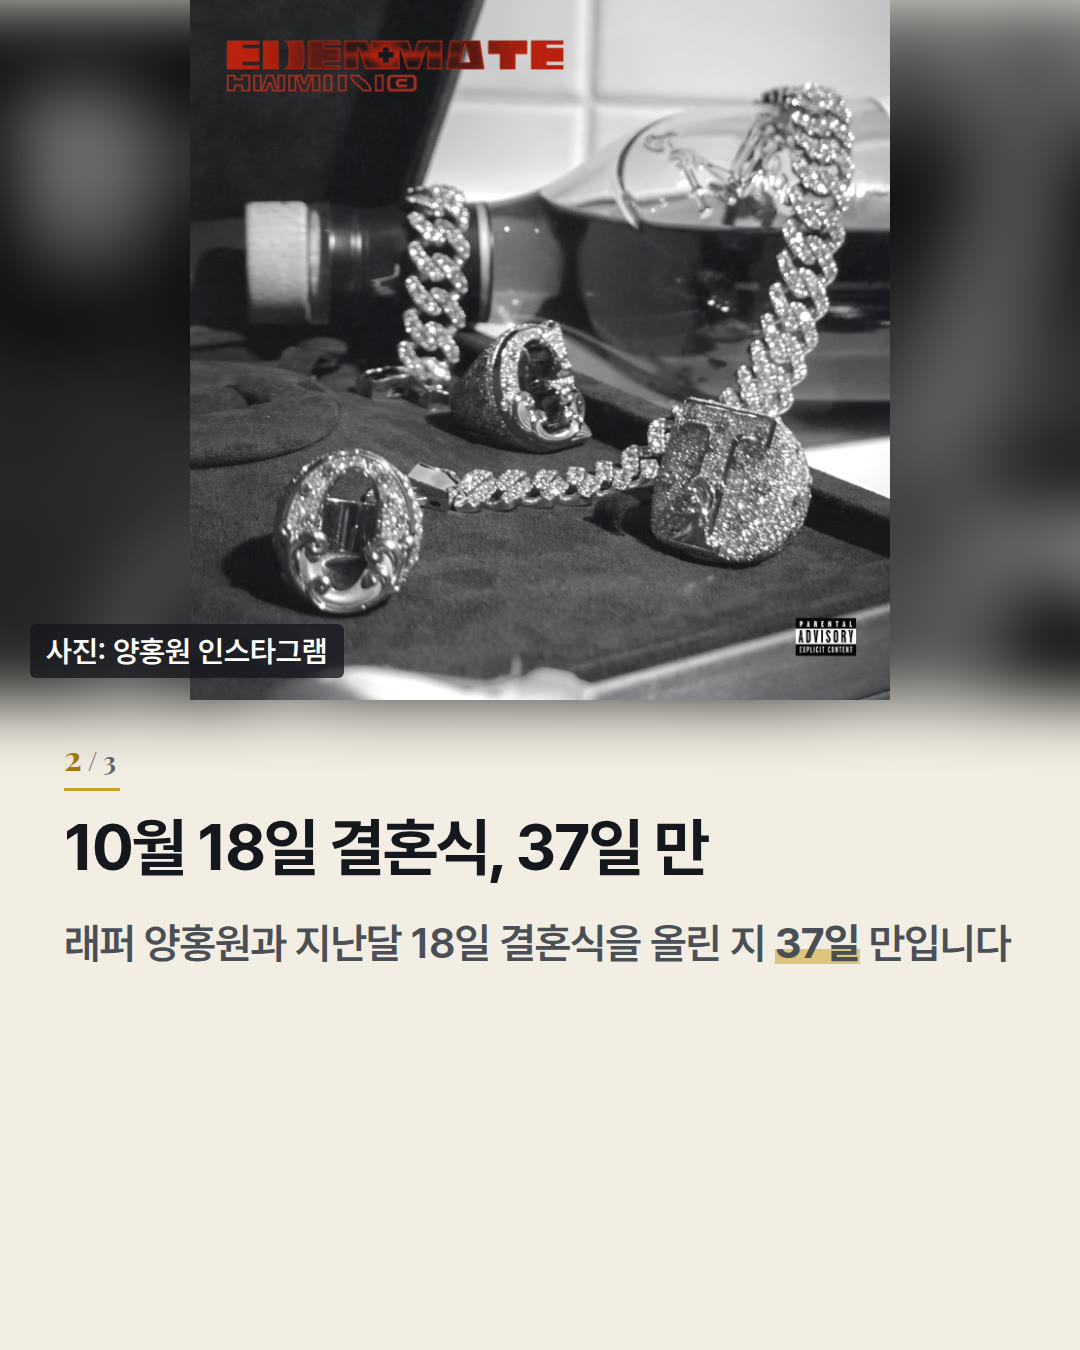 EDENMATE
사진: 양홍원 인스타그램
PARENTAL
ADVISORY
EXPLICIT CONTENT
2 / 3
10월 18일 결혼식, 37일 만
래퍼 양홍원과 지난달 18일 결혼식을 올린 지 37일 만입니다